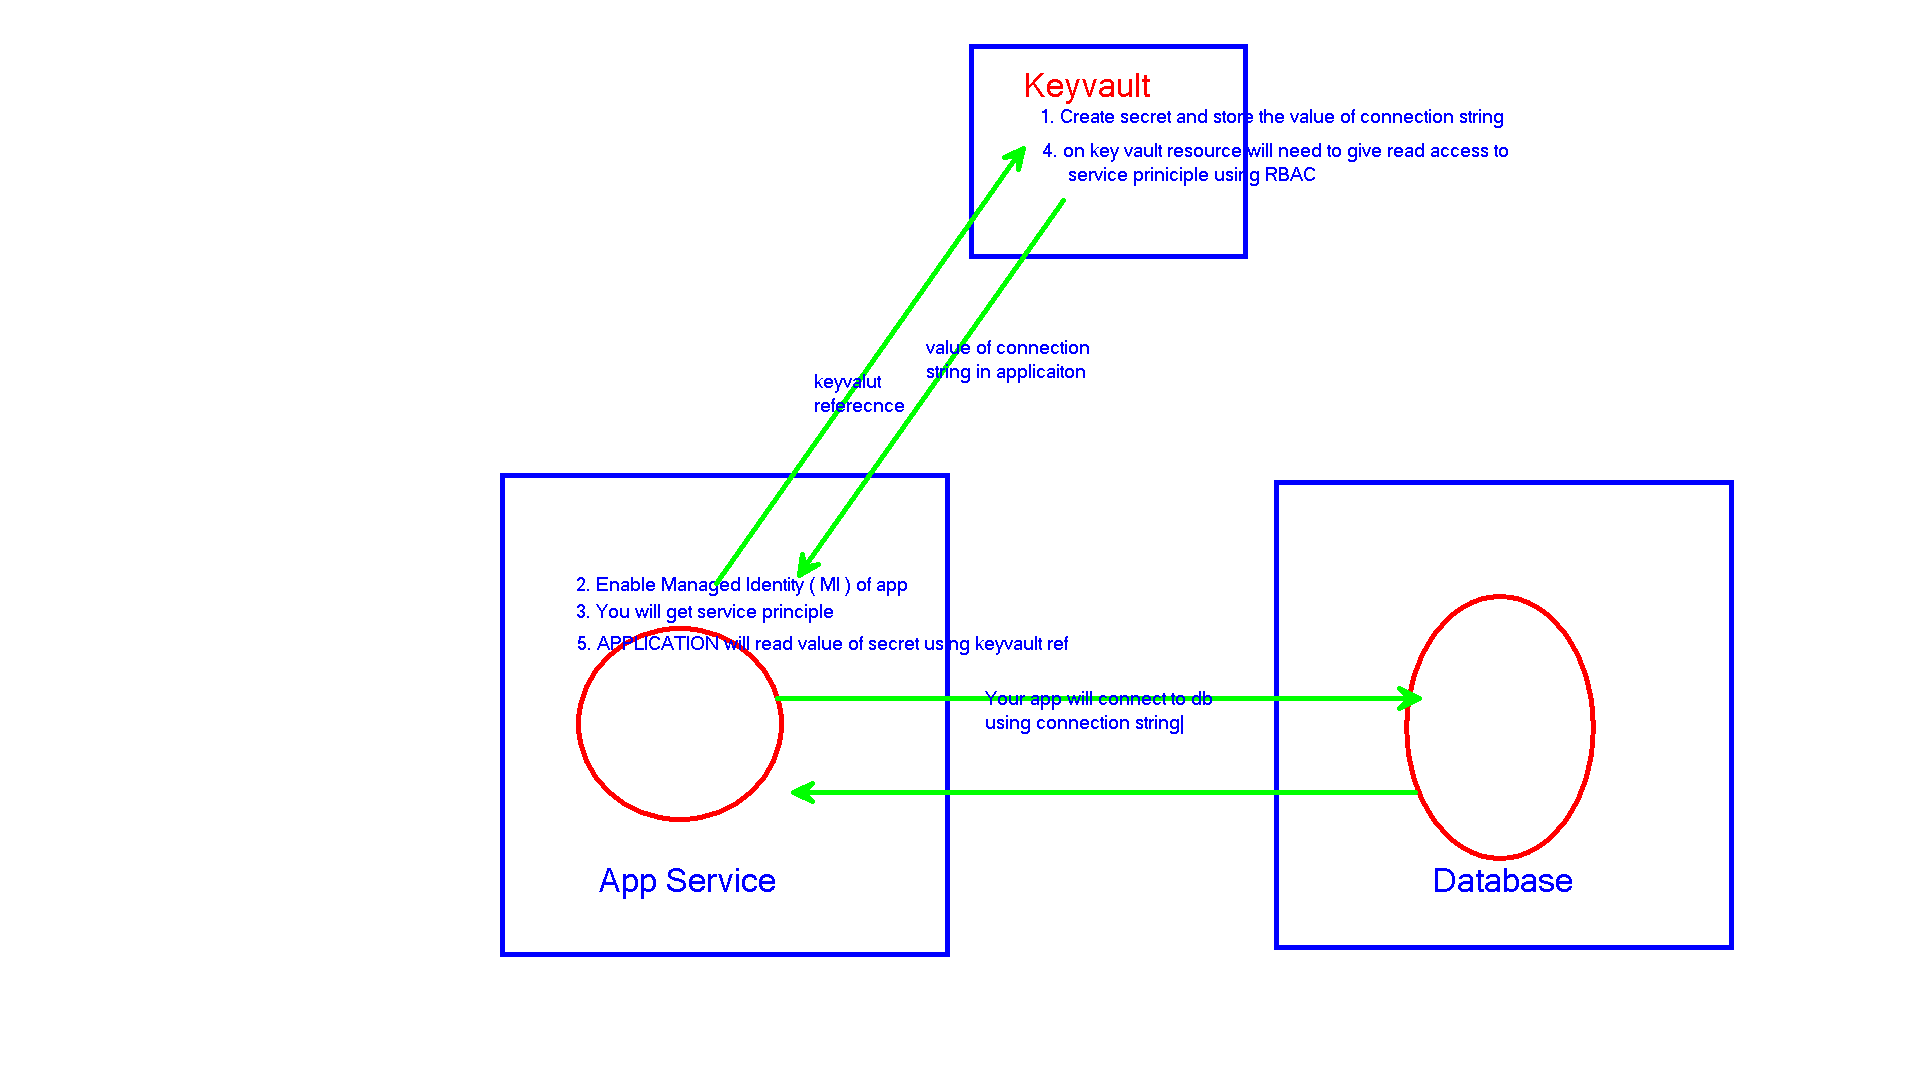 Keyvault
1. Create secret and store the value of connection string
4. on key vault resource will need to give read access to
service priniciple using RBAC
value of connection
string in applicaiton
keyvalut
referecnce
2. Enable Managed Identity ( MI ) of app
3. You will get service principle
5. APPLICATION will read value of secret using keyvault ref
Your app will connect to db
using connection string
App Service
Database